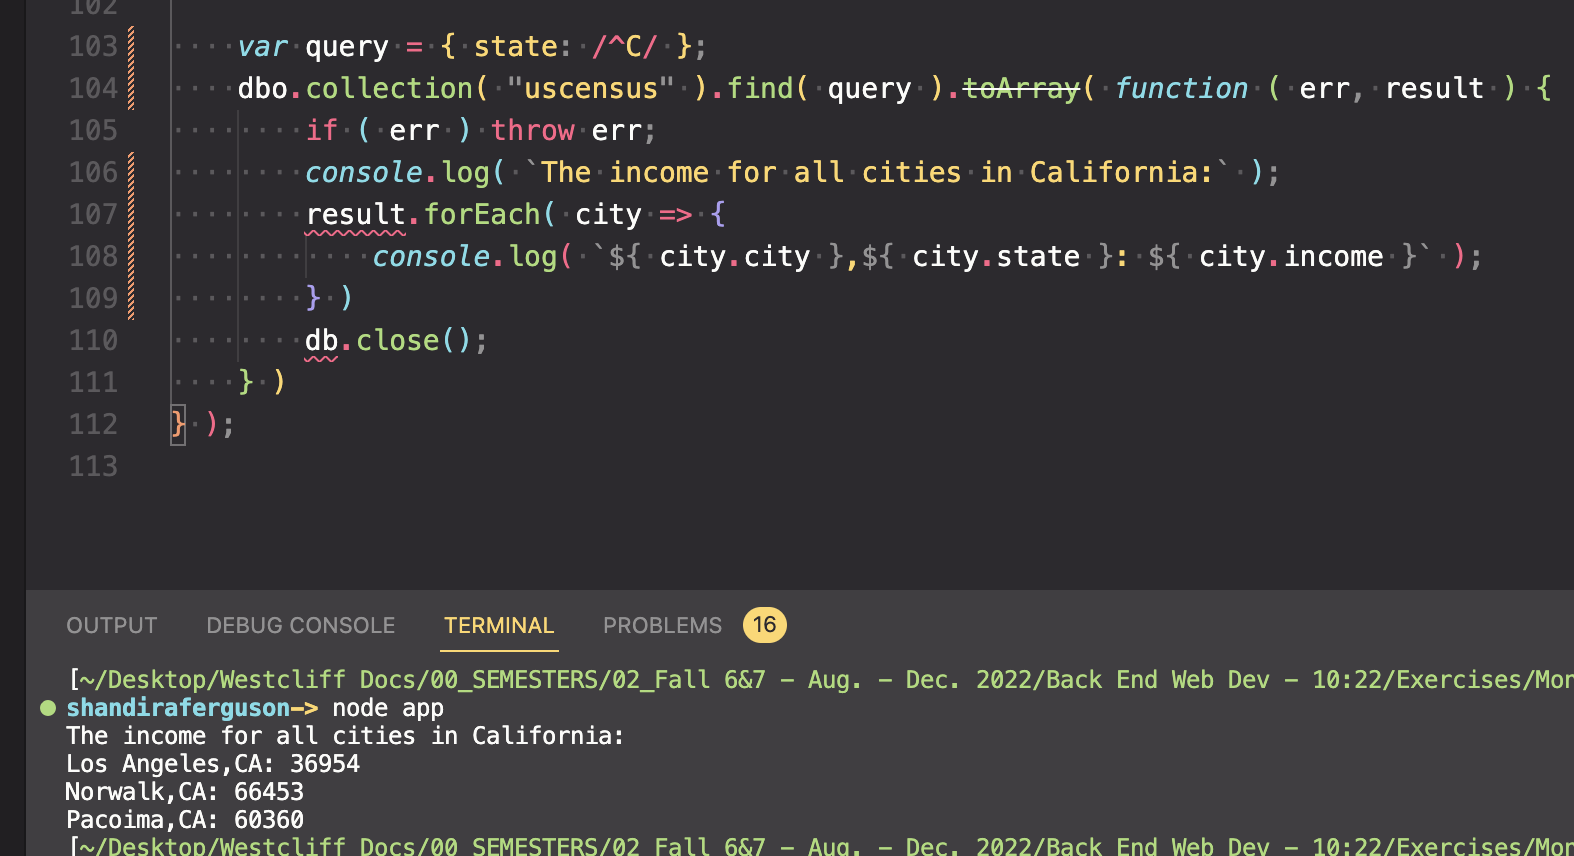 102
103 var query = { state: /^C/ };
104 dbo.collection( "uscensus" ).find( query ).toArray( function ( err, result ) {
105 if ( err ) throw err;
106 console.log( `The income for all cities in California:` );
107 result.forEach( city => {
108 console.log( `${ city.city },${ city.state }: ${ city.income }` );
109 } )
110 db.close();
111 } )
112 } );
113
OUTPUT DEBUG CONSOLE TERMINAL PROBLEMS 16
[~/Desktop/Westcliff Docs/00_SEMESTERS/02_Fall 6&7 – Aug. – Dec. 2022/Back End Web Dev – 10:22/Exercises/Mon
shandiraferguson—> node app
The income for all cities in California:
Los Angeles,CA: 36954
Norwalk,CA: 66453
Pacoima,CA: 60360
[~/Desktop/Westcliff Docs/00_SEMESTERS/02_Fall 6&7 – Aug. – Dec. 2022/Back End Web Dev – 10:22/Exercises/Mon